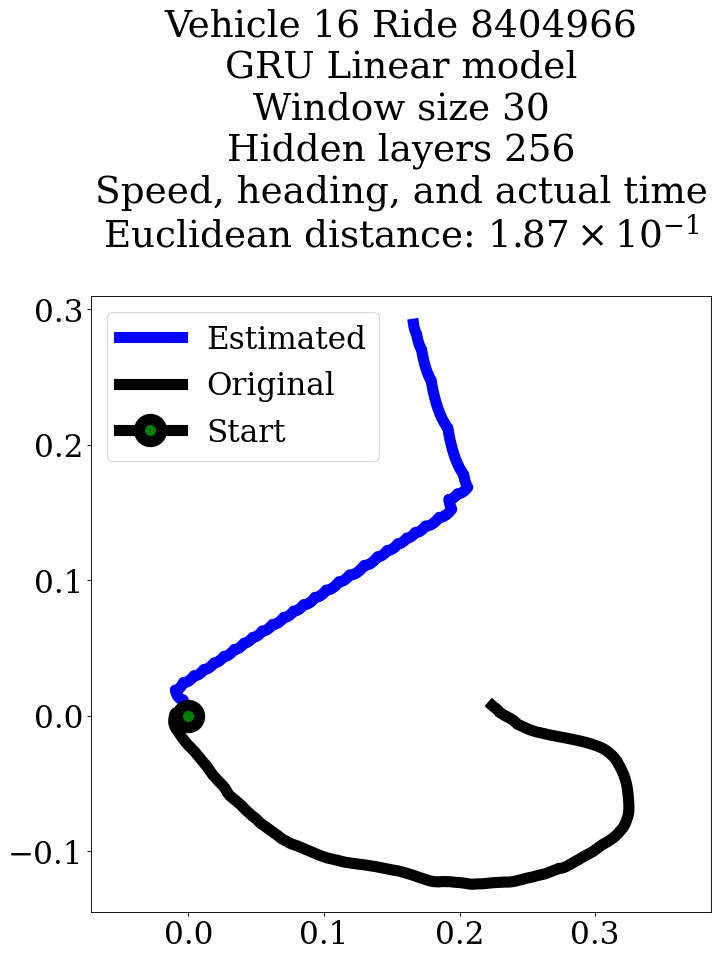 Vehicle 16 Ride 8404966
GRU Linear model
Window size 30
Hidden layers 256
Speed, heading, and actual time
Euclidean distance: 1.87 × 10⁻¹
0.3
Estimated
Original
Start
0.2
0.1
0.0
−0.1
0.0 0.1 0.2 0.3